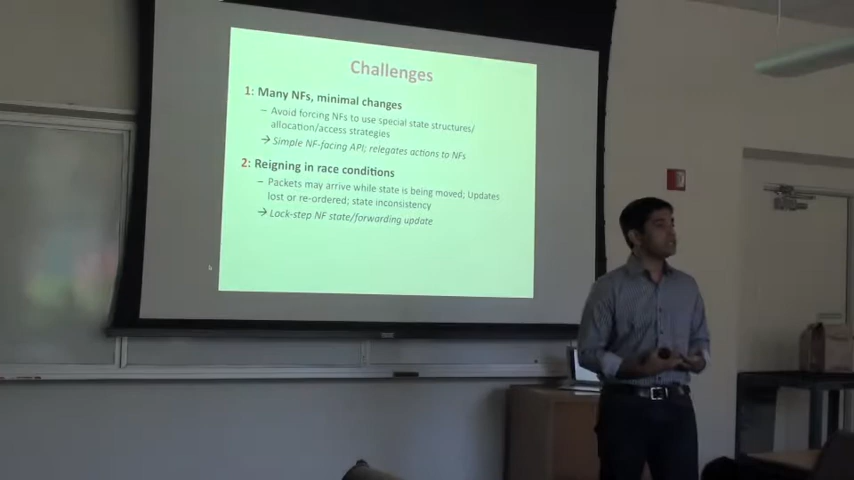 Challenges
1: Many NFs, minimal changes
– Avoid forcing NFs to use special state structures/
allocation/access strategies
→ Simple NF-facing API; relegates actions to NFs
2: Reigning in race conditions
– Packets may arrive while state is being moved; Updates
lost or re-ordered; state inconsistency
→ Lock-step NF state/forwarding update